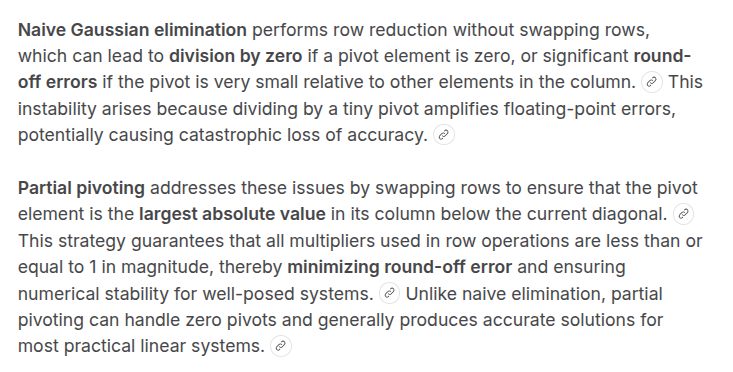 Naive Gaussian elimination performs row reduction without swapping rows,
which can lead to division by zero if a pivot element is zero, or significant round-
off errors if the pivot is very small relative to other elements in the column. This
instability arises because dividing by a tiny pivot amplifies floating-point errors,
potentially causing catastrophic loss of accuracy.
Partial pivoting addresses these issues by swapping rows to ensure that the pivot
element is the largest absolute value in its column below the current diagonal.
This strategy guarantees that all multipliers used in row operations are less than or
equal to 1 in magnitude, thereby minimizing round-off error and ensuring
numerical stability for well-posed systems. Unlike naive elimination, partial
pivoting can handle zero pivots and generally produces accurate solutions for
most practical linear systems.